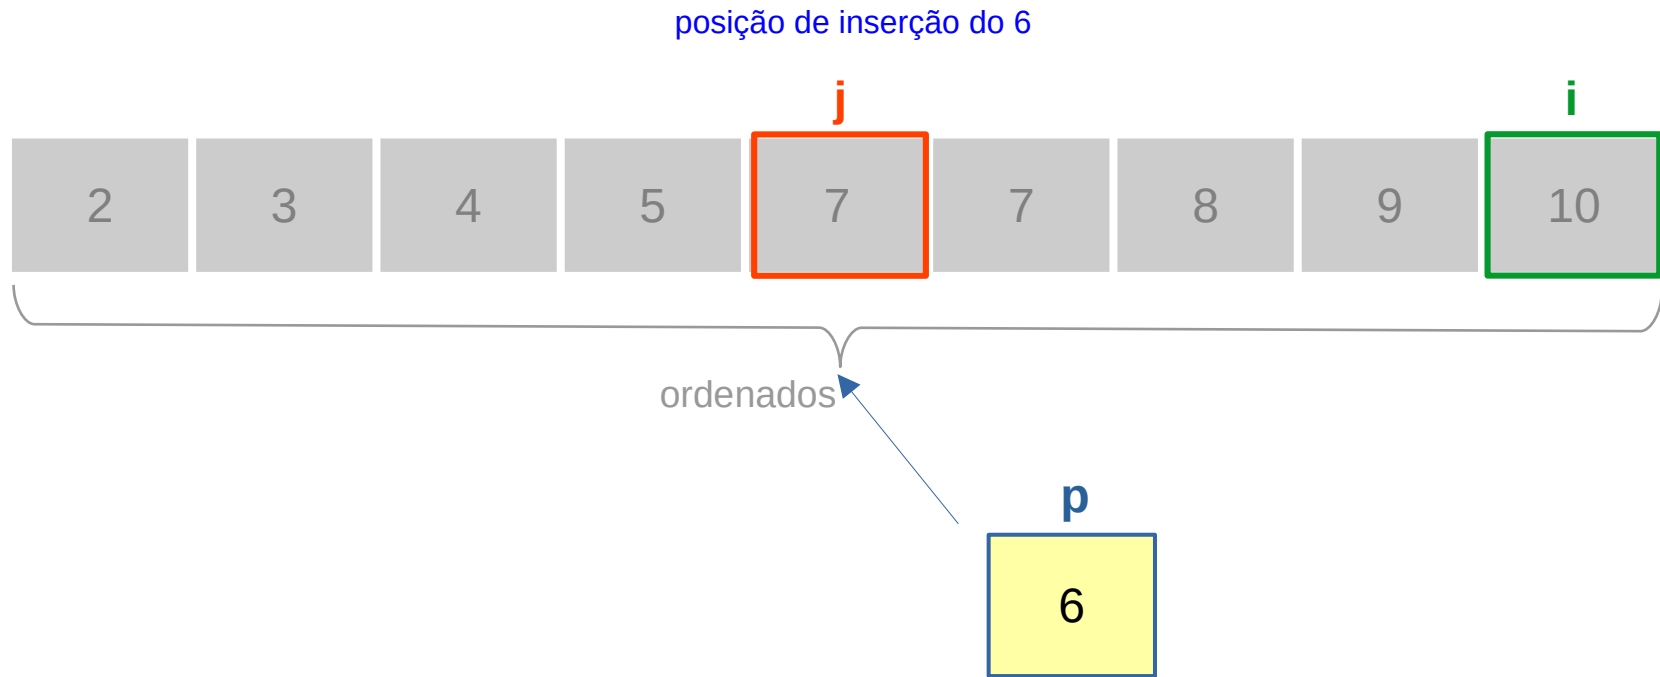 posição de inserção do 6
j i
2 3 4 5 7 7 8 9 10
ordenados
p
6